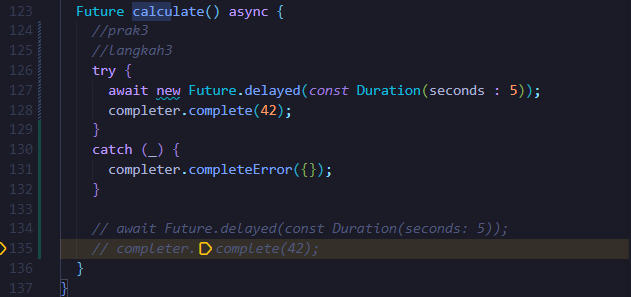 123 Future calculate() async {
124 //prak3
125 //langkah3
126 try {
127 await new Future.delayed(const Duration(seconds : 5));
128 completer.complete(42);
129 }
130 catch (_) {
131 completer.completeError({});
132 }
133
134 // await Future.delayed(const Duration(seconds: 5));
135 // completer.complete(42);
136 }
137 }